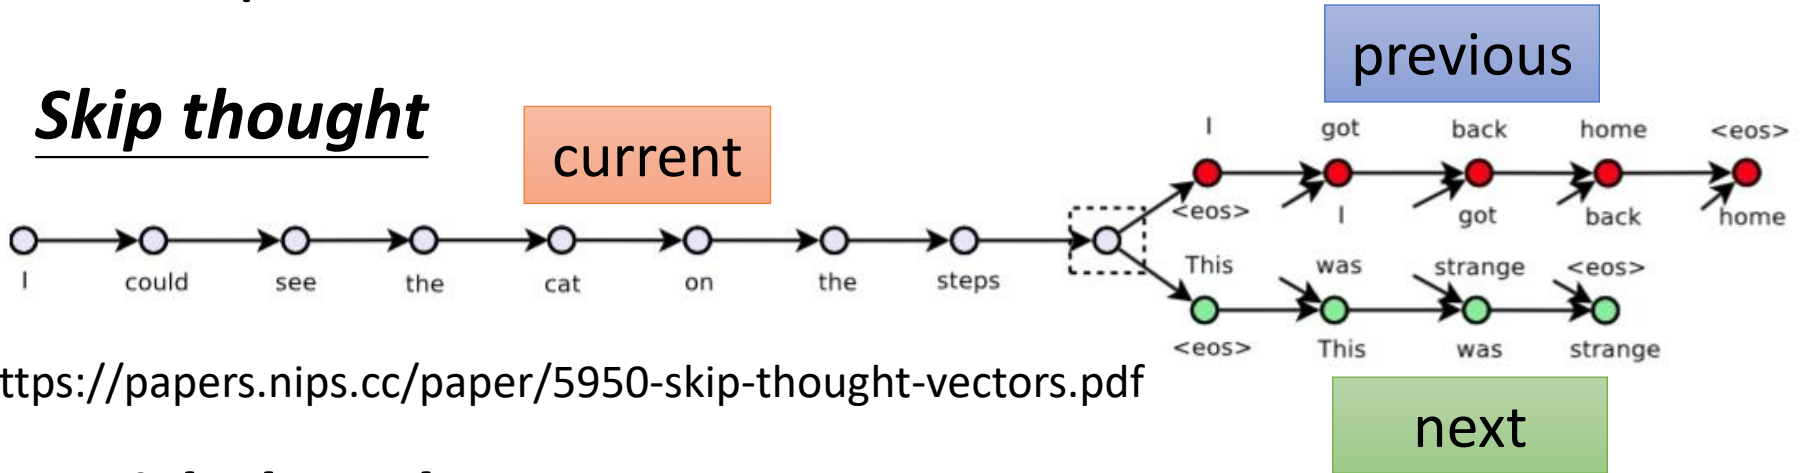 previous
Skip thought
current
I got back home <eos>
<eos> I got back home
I could see the cat on the steps
This was strange <eos>
<eos> This was strange
ttps://papers.nips.cc/paper/5950-skip-thought-vectors.pdf
next